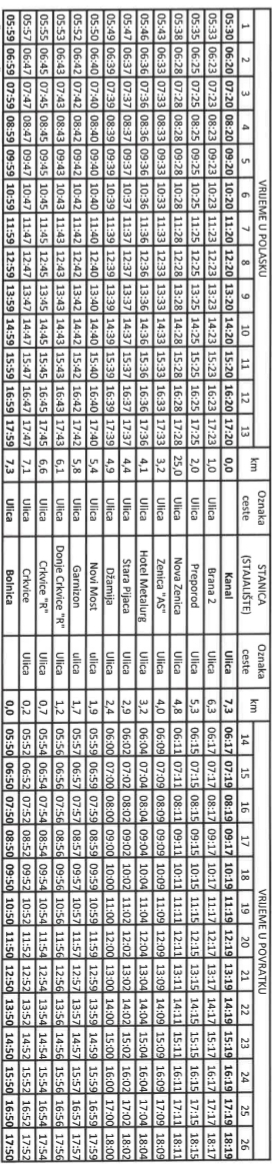 VRIJEME U POLASKU km Oznaka ceste STANICA (STAJALIŠTE) Oznaka ceste km VRIJEME U POVRATKU
1 2 3 4 5 6 7 8 9 10 11 12 13 14 15 16 17 18 19 20 21 22 23 24 25 26
05:30 06:20 07:20 08:20 09:20 10:20 11:20 12:20 13:20 14:20 15:20 16:20 17:20 0,0 Ulica Kanal Ulica 7,3 06:17 07:19 08:19 09:17 10:19 11:19 12:19 13:19 14:19 15:19 16:19 17:19 18:19
05:33 06:23 07:23 08:23 09:23 10:23 11:23 12:23 13:23 14:23 15:23 16:23 17:23 1,0 Ulica Brana 2 Ulica 6,3 06:17 07:17 08:17 09:17 10:17 11:17 12:17 13:17 14:17 15:17 16:17 17:17 18:17
05:35 06:25 07:25 08:25 09:25 10:25 11:25 12:25 13:25 14:25 15:25 16:25 17:25 2,0 Ulica Preporod Ulica 5,3 06:15 07:15 08:15 09:15 10:15 11:15 12:15 13:15 14:15 15:15 16:15 17:15 18:15
05:38 06:28 07:28 08:28 09:28 10:28 11:28 12:28 13:28 14:28 15:28 16:28 17:28 25,0 Ulica Nova Zenica Ulica 4,8 06:11 07:11 08:11 09:11 10:11 11:11 12:11 13:11 14:11 15:11 16:11 17:11 18:11
05:43 06:33 07:33 08:33 09:33 10:33 11:33 12:33 13:33 14:33 15:33 16:33 17:33 3,2 Ulica Zenica "AS" Ulica 4,0 06:09 07:09 08:09 09:09 10:09 11:09 12:09 13:09 14:09 15:09 16:09 17:09 18:09
05:46 06:36 07:36 08:36 09:36 10:36 11:36 12:36 13:36 14:36 15:36 16:36 17:36 4,1 Ulica Hotel Metalurg Ulica 3,2 06:04 07:04 08:04 09:04 10:04 11:04 12:04 13:04 14:04 15:04 16:04 17:04 18:04
05:47 06:37 07:37 08:37 09:37 10:37 11:37 12:37 13:37 14:37 15:37 16:37 17:37 4,4 Ulica Stara Pijaca Ulica 2,9 06:02 07:02 08:02 09:02 10:02 11:02 12:02 13:02 14:02 15:02 16:02 17:02 18:02
05:49 06:39 07:39 08:39 09:39 10:39 11:39 12:39 13:39 14:39 15:39 16:39 17:39 4,9 Ulica Džamija Ulica 2,4 06:00 07:00 08:00 09:00 10:00 11:00 12:00 13:00 14:00 15:00 16:00 17:00 18:00
05:50 06:40 07:40 08:40 09:40 10:40 11:40 12:40 13:40 14:40 15:40 16:40 17:40 5,4 Ulica Novi Most ulica 1,9 05:59 06:59 07:59 08:59 09:59 10:59 11:59 12:59 13:59 14:59 15:59 16:59 17:59
05:52 06:42 07:42 08:42 09:42 10:42 11:42 12:42 13:42 14:42 15:42 16:42 17:42 5,8 Ulica Garnizon ulica 1,7 05:57 06:57 07:57 08:57 09:57 10:57 11:57 12:57 13:57 14:57 15:57 16:57 17:57
05:53 06:43 07:43 08:43 09:43 10:43 11:43 12:43 13:43 14:43 15:43 16:43 17:43 6,1 Ulica Donje Crkvice "R" Ulica 1,2 05:56 06:56 07:56 08:56 09:56 10:56 11:56 12:56 13:56 14:56 15:56 16:56 17:56
05:55 06:45 07:45 08:45 09:45 10:45 11:45 12:45 13:45 14:45 15:45 16:45 17:45 6,6 Ulica Crkvice "R" Ulica 0,7 05:54 06:54 07:54 08:54 09:54 10:54 11:54 12:54 13:54 14:54 15:54 16:54 17:54
05:57 06:47 07:47 08:47 09:47 10:47 11:47 12:47 13:47 14:47 15:47 16:47 17:47 7,1 Ulica Crkvice Ulica 0,2 05:52 06:52 07:52 08:52 09:52 10:52 11:52 12:52 13:52 14:52 15:52 16:52 17:52
05:59 06:59 07:59 08:59 09:59 10:59 11:59 12:59 13:59 14:59 15:59 16:59 17:59 7,3 Ulica Bolnica Ulica 0,0 05:50 06:50 07:50 08:50 09:50 10:50 11:50 12:50 13:50 14:50 15:50 16:50 17:50